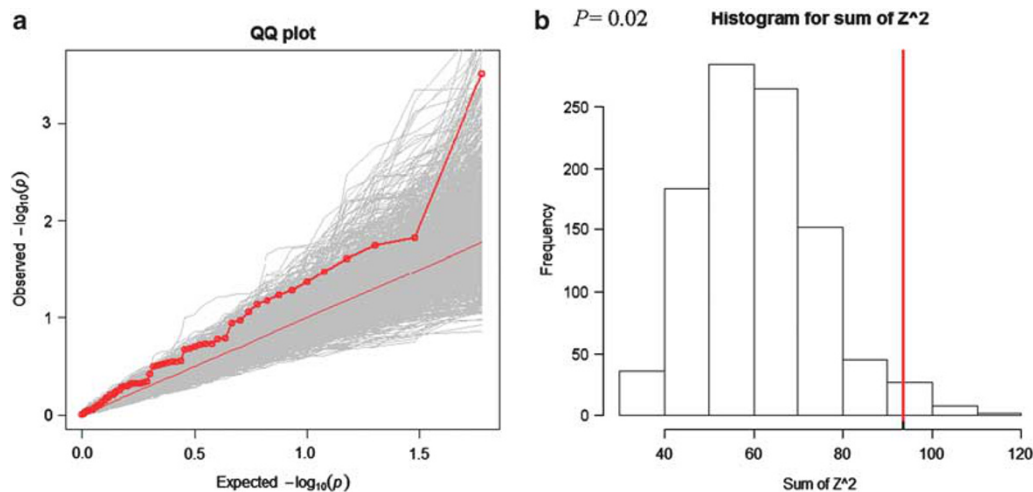 a
QQ plot
Observed −log10(p)
3
2
1
0
0.0 0.5 1.0 1.5
Expected −log10(p)
b P= 0.02 Histogram for sum of Z^2
Frequency
250
200
150
100
50
0
40 60 80 100 120
Sum of Z^2